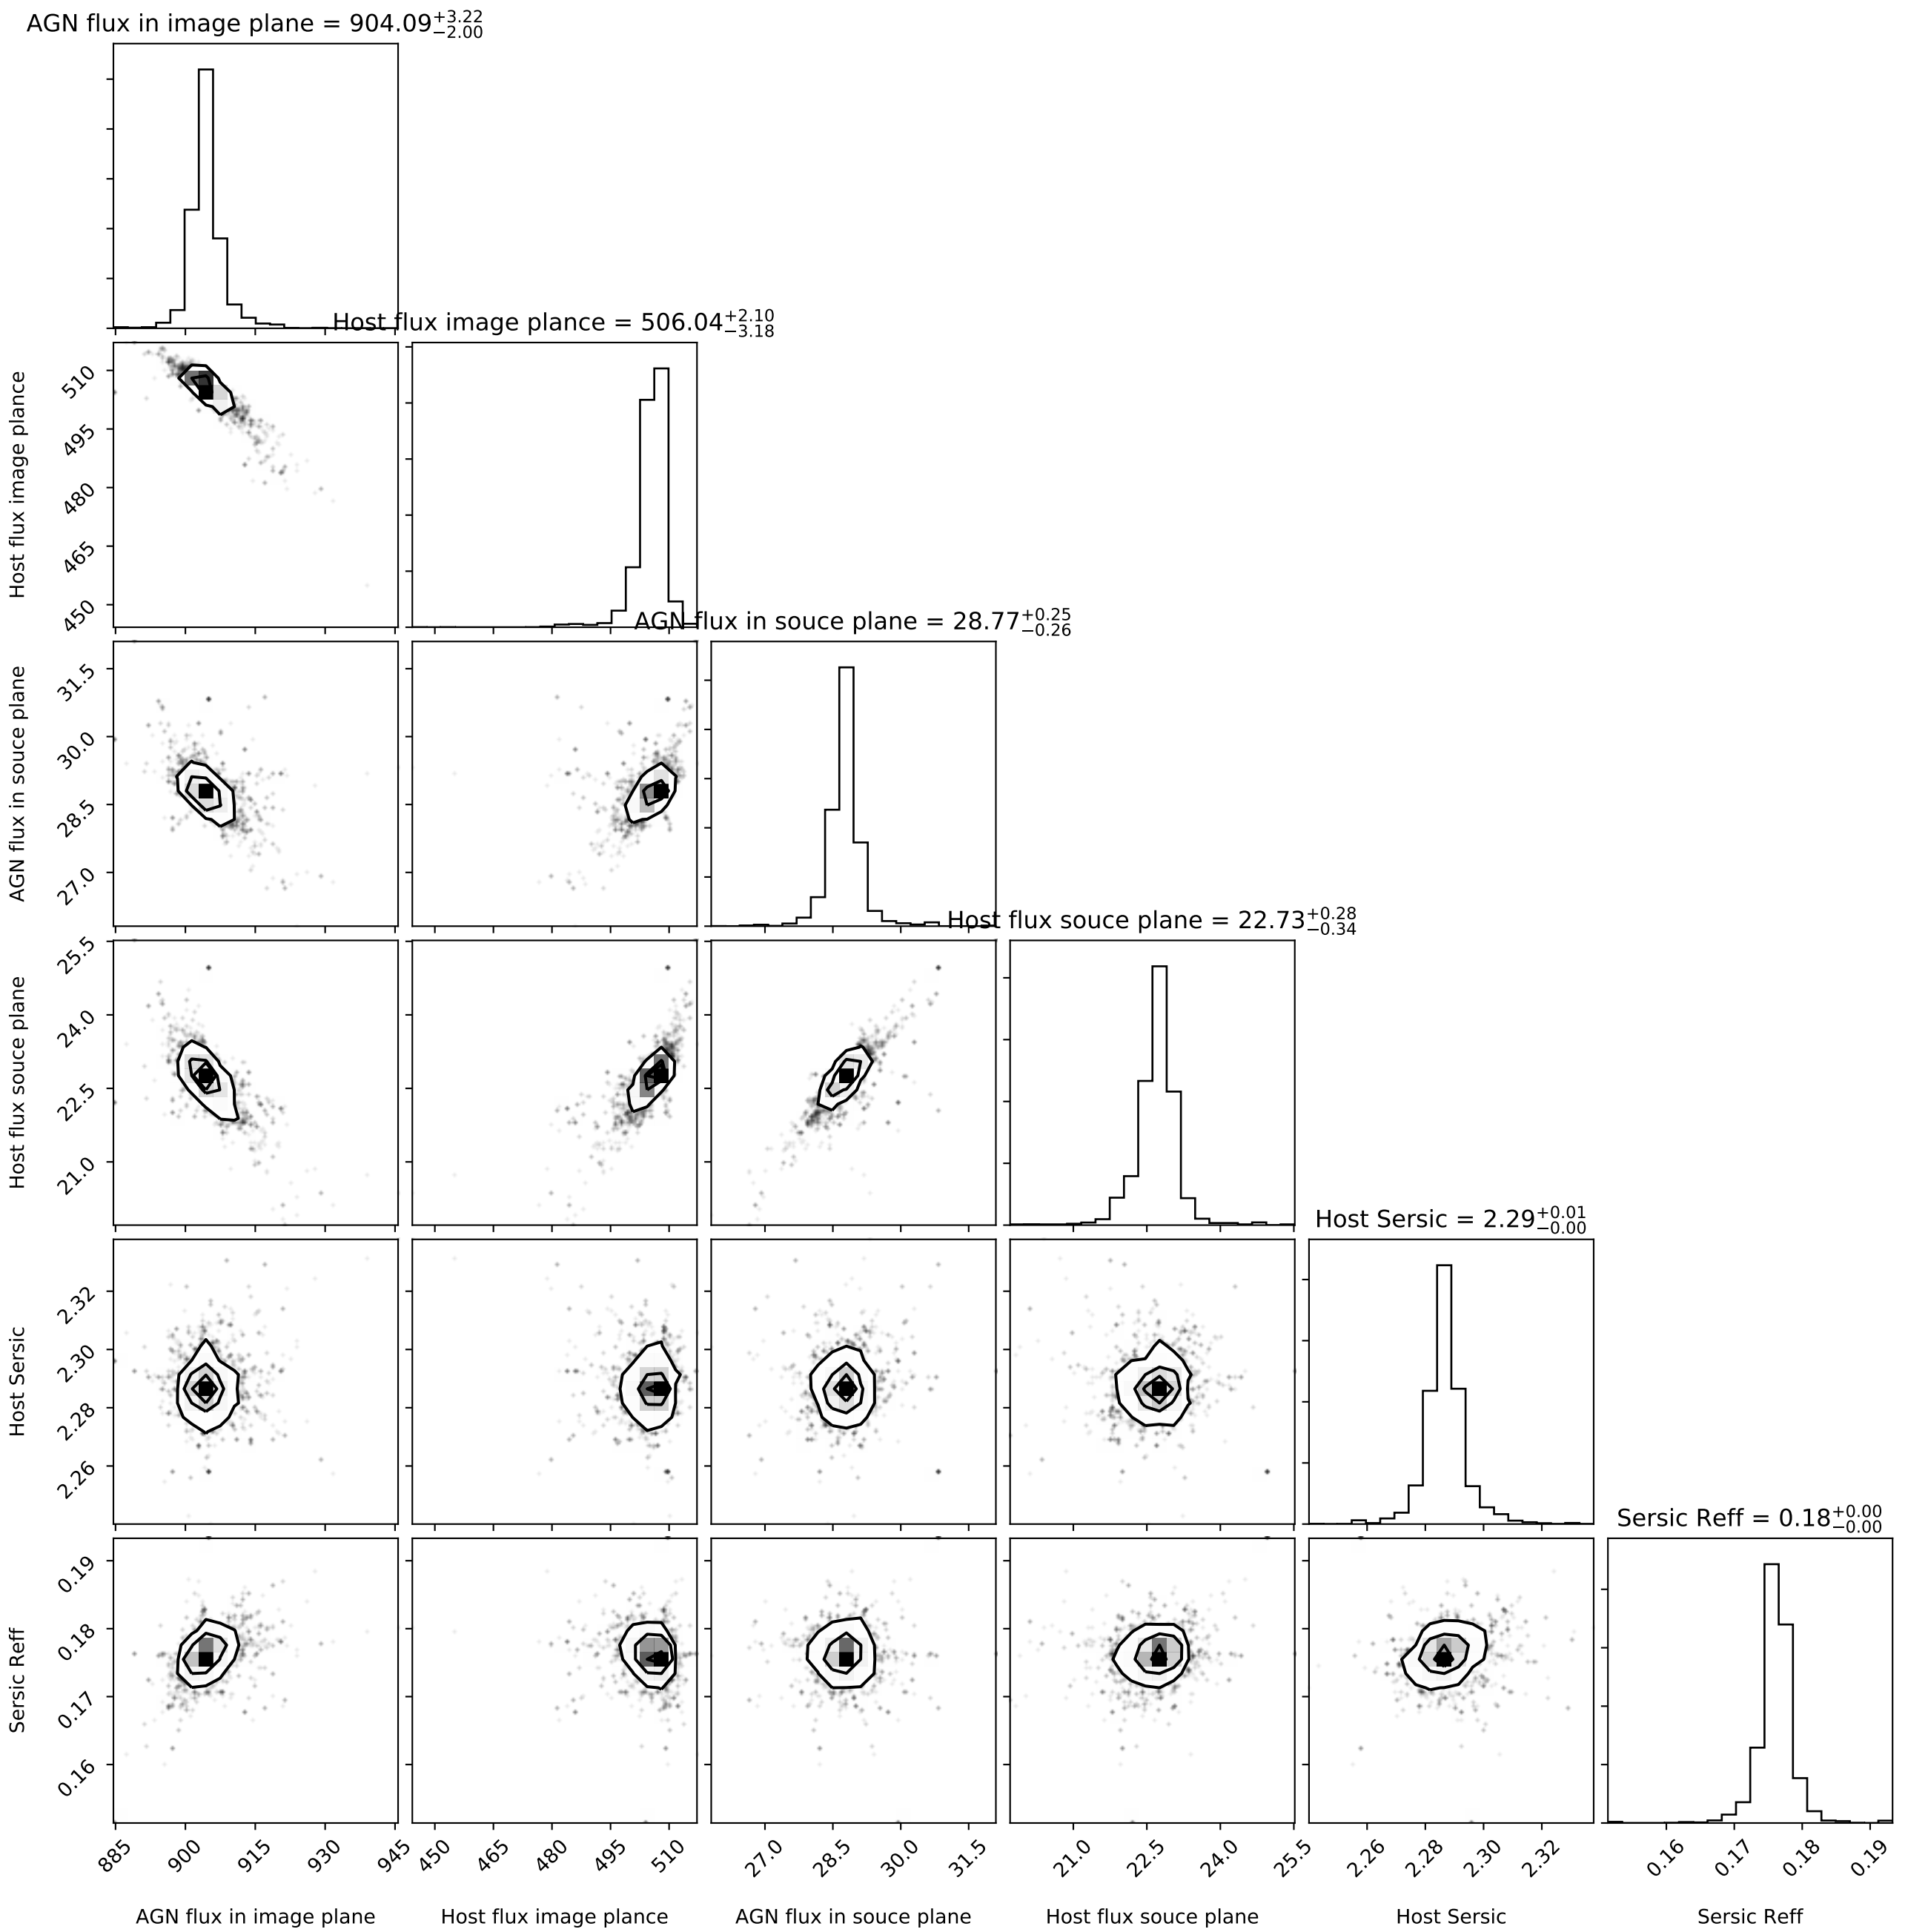 AGN flux in image plane = 904.09+3.22−2.00
Host flux image plance = 506.04+2.10−3.18
Host flux image plance
510
495
480
465
450
AGN flux in souce plane = 28.77+0.25−0.26
AGN flux in souce plane
31.5
30.0
28.5
27.0
Host flux souce plane = 22.73+0.28−0.34
Host flux souce plane
25.5
24.0
22.5
21.0
Host Sersic = 2.29+0.01−0.00
Host Sersic
2.32
2.30
2.28
2.26
Sersic Reff = 0.18+0.00−0.00
Sersic Reff
0.19
0.18
0.17
0.16
885 900 915 930 945 450 465 480 495 510 27.0 28.5 30.0 31.5 21.0 22.5 24.0 25.5 2.26 2.28 2.30 2.32 0.16 0.17 0.18 0.19
AGN flux in image plane Host flux image plance AGN flux in souce plane Host flux souce plane Host Sersic Sersic Reff